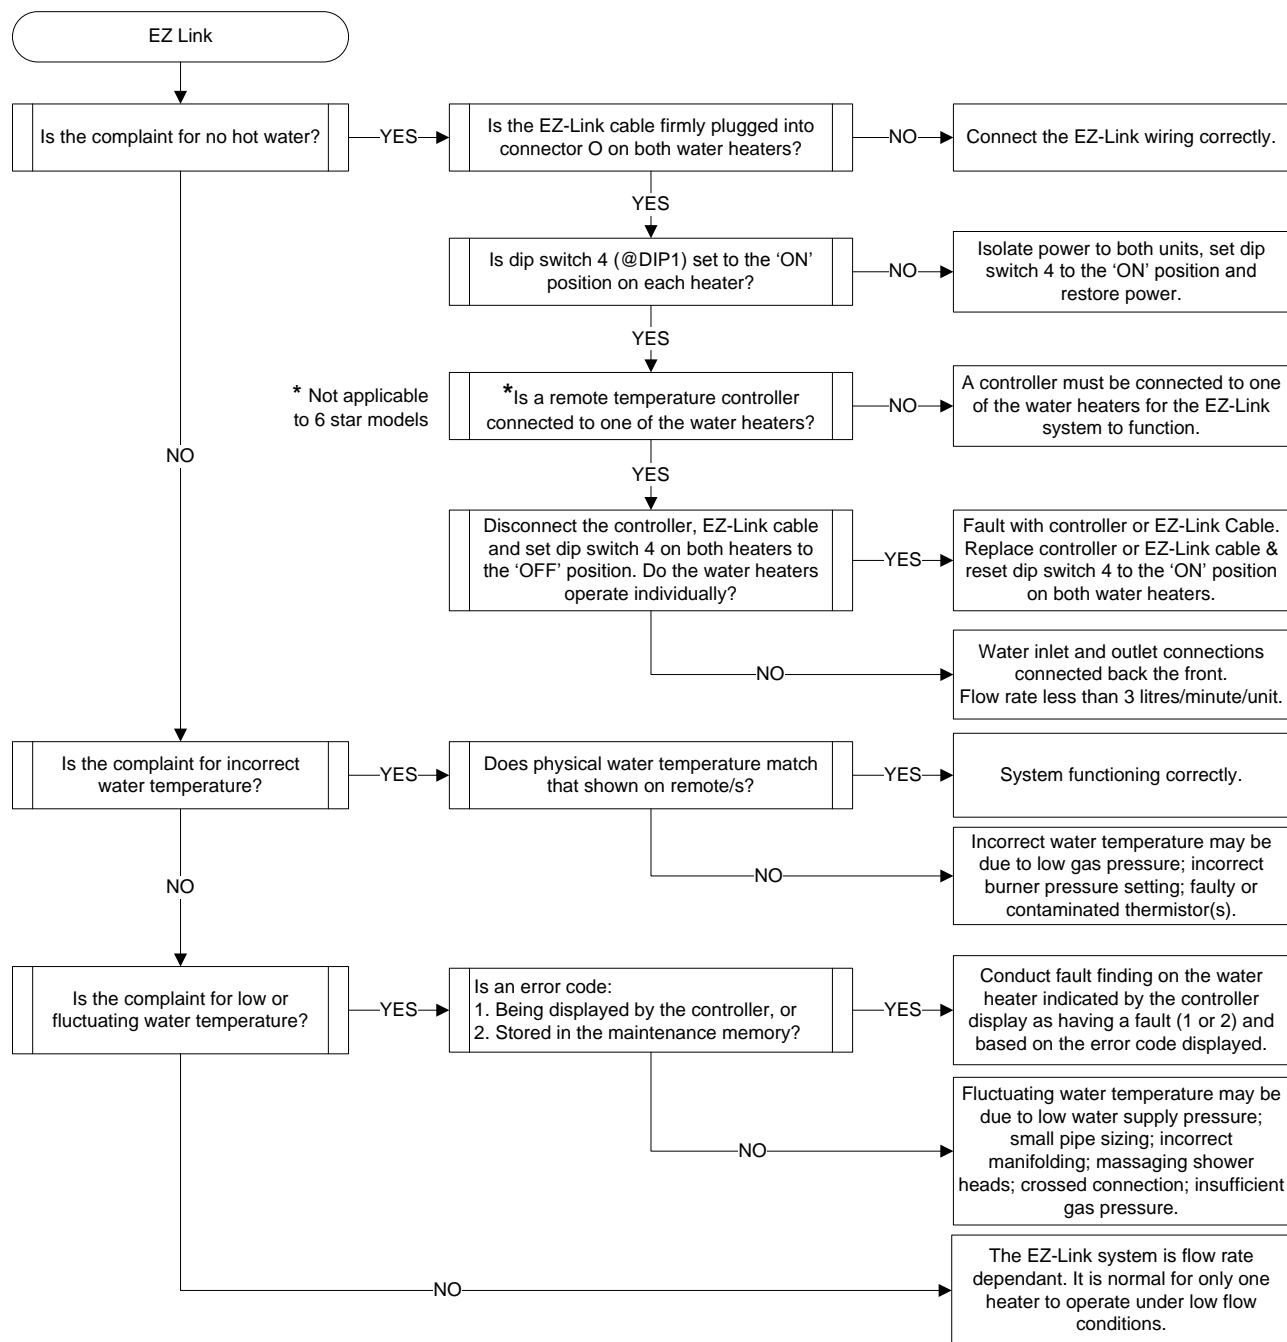 EZ Link
Is the complaint for no hot water?
YES
Is the EZ-Link cable firmly plugged into
connector O on both water heaters?
NO
Connect the EZ-Link wiring correctly.
YES
Is dip switch 4 (@DIP1) set to the ‘ON’
position on each heater?
NO
Isolate power to both units, set dip
switch 4 to the ‘ON’ position and
restore power.
YES
* Not applicable
to 6 star models
*Is a remote temperature controller
connected to one of the water heaters?
NO
A controller must be connected to one
of the water heaters for the EZ-Link
system to function.
NO
YES
Disconnect the controller, EZ-Link cable
and set dip switch 4 on both heaters to
the ‘OFF’ position. Do the water heaters
operate individually?
YES
Fault with controller or EZ-Link Cable.
Replace controller or EZ-Link cable &
reset dip switch 4 to the ‘ON’ position
on both water heaters.
NO
Water inlet and outlet connections
connected back the front.
Flow rate less than 3 litres/minute/unit.
Is the complaint for incorrect
water temperature?
YES
Does physical water temperature match
that shown on remote/s?
YES
System functioning correctly.
NO
NO
Incorrect water temperature may be
due to low gas pressure; incorrect
burner pressure setting; faulty or
contaminated thermistor(s).
Is the complaint for low or
fluctuating water temperature?
YES
Is an error code:
1. Being displayed by the controller, or
2. Stored in the maintenance memory?
YES
Conduct fault finding on the water
heater indicated by the controller
display as having a fault (1 or 2) and
based on the error code displayed.
NO
Fluctuating water temperature may be
due to low water supply pressure;
small pipe sizing; incorrect
manifolding; massaging shower
heads; crossed connection; insufficient
gas pressure.
NO
The EZ-Link system is flow rate
dependant. It is normal for only one
heater to operate under low flow
conditions.